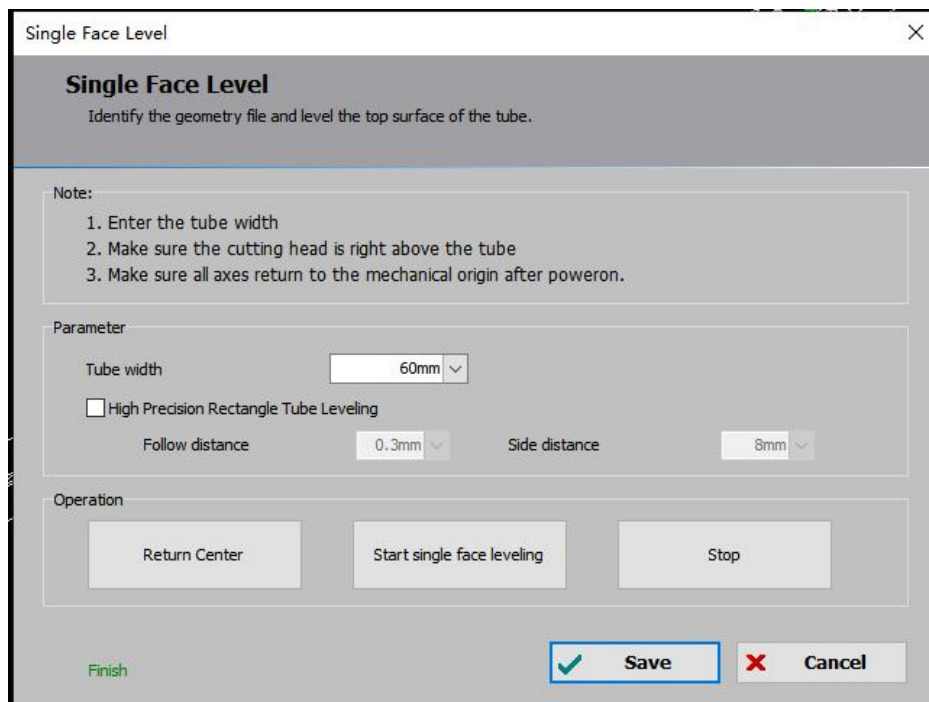 Single Face Level
Single Face Level
Identify the geometry file and level the top surface of the tube.
Note:
1. Enter the tube width
2. Make sure the cutting head is right above the tube
3. Make sure all axes return to the mechanical origin after poweron.
Parameter
Tube width 60mm
High Precision Rectangle Tube Leveling
Follow distance 0.3mm Side distance 8mm
Operation
Return Center Start single face leveling Stop
Finish Save Cancel